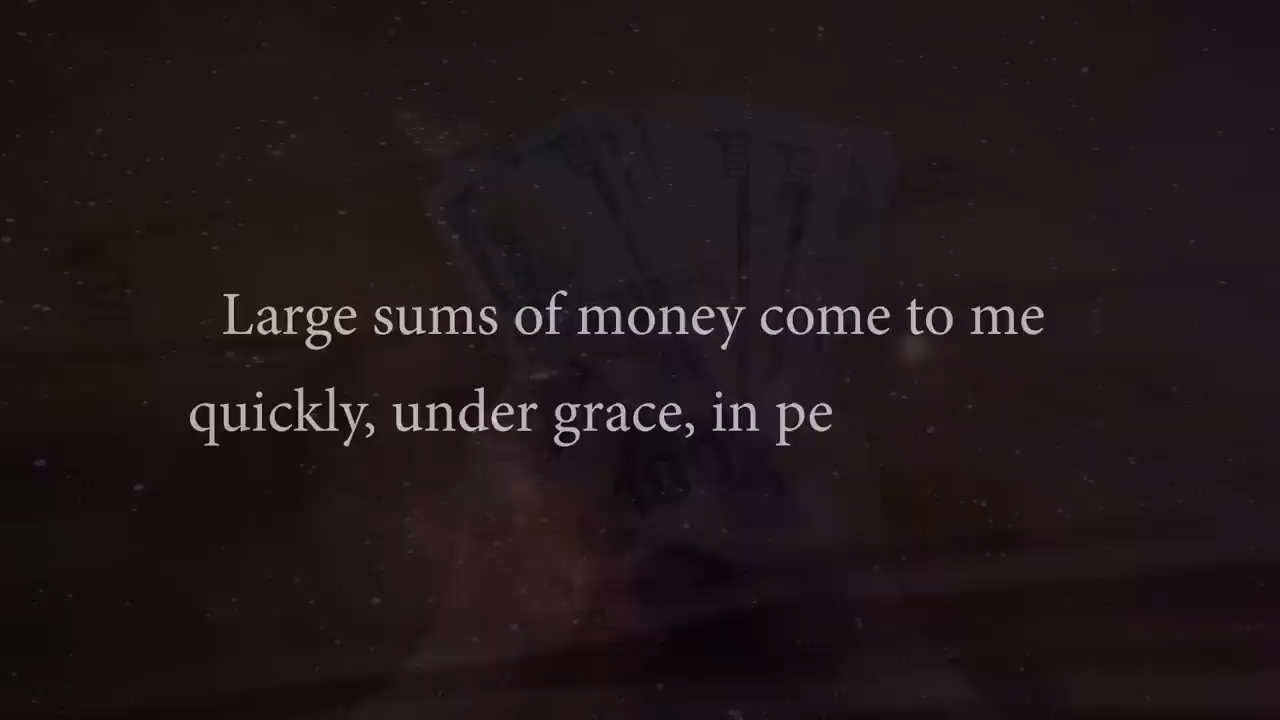 Large sums of money come to me
quickly, under grace, in pe